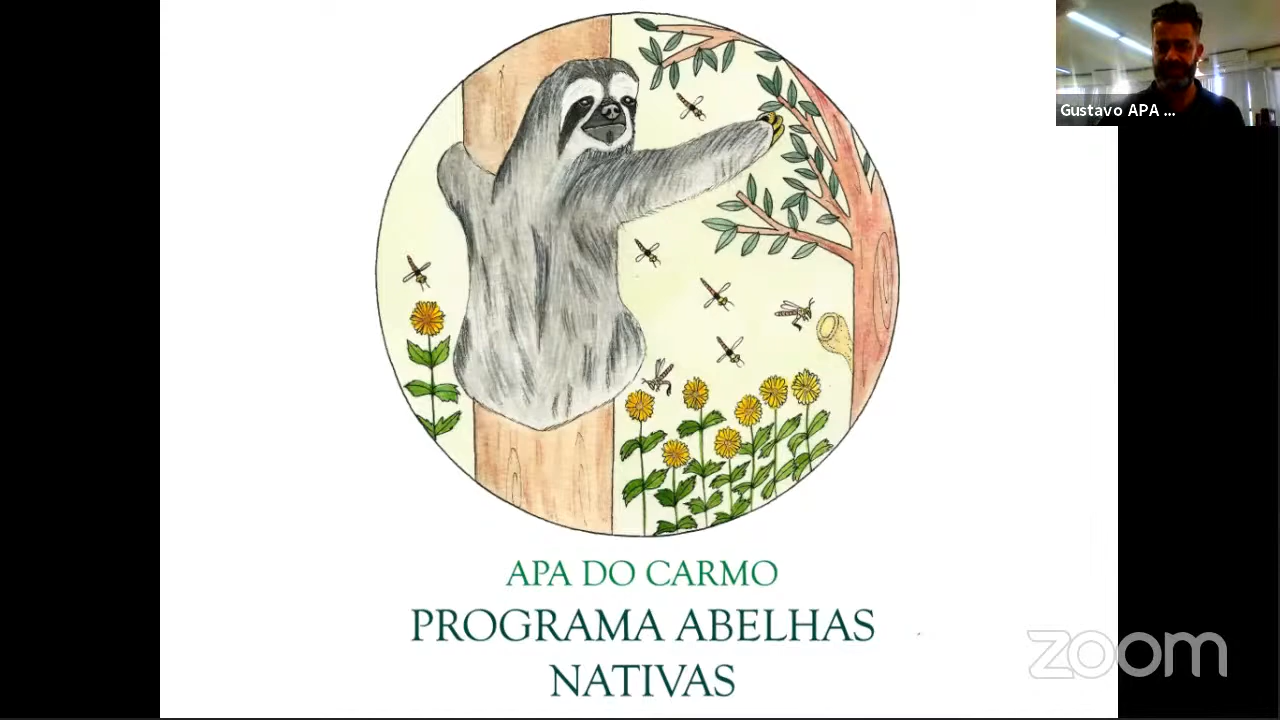 Gustavo APA ...
APA DO CARMO
PROGRAMA ABELHAS
NATIVAS
zoom